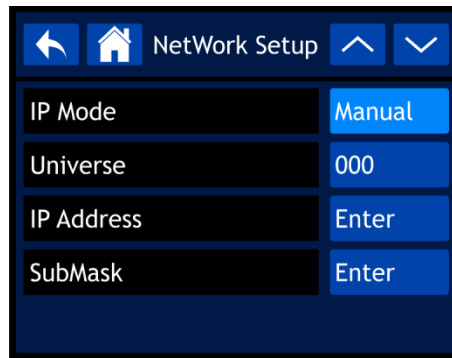 NetWork Setup
IP Mode Manual
Universe 000
IP Address Enter
SubMask Enter